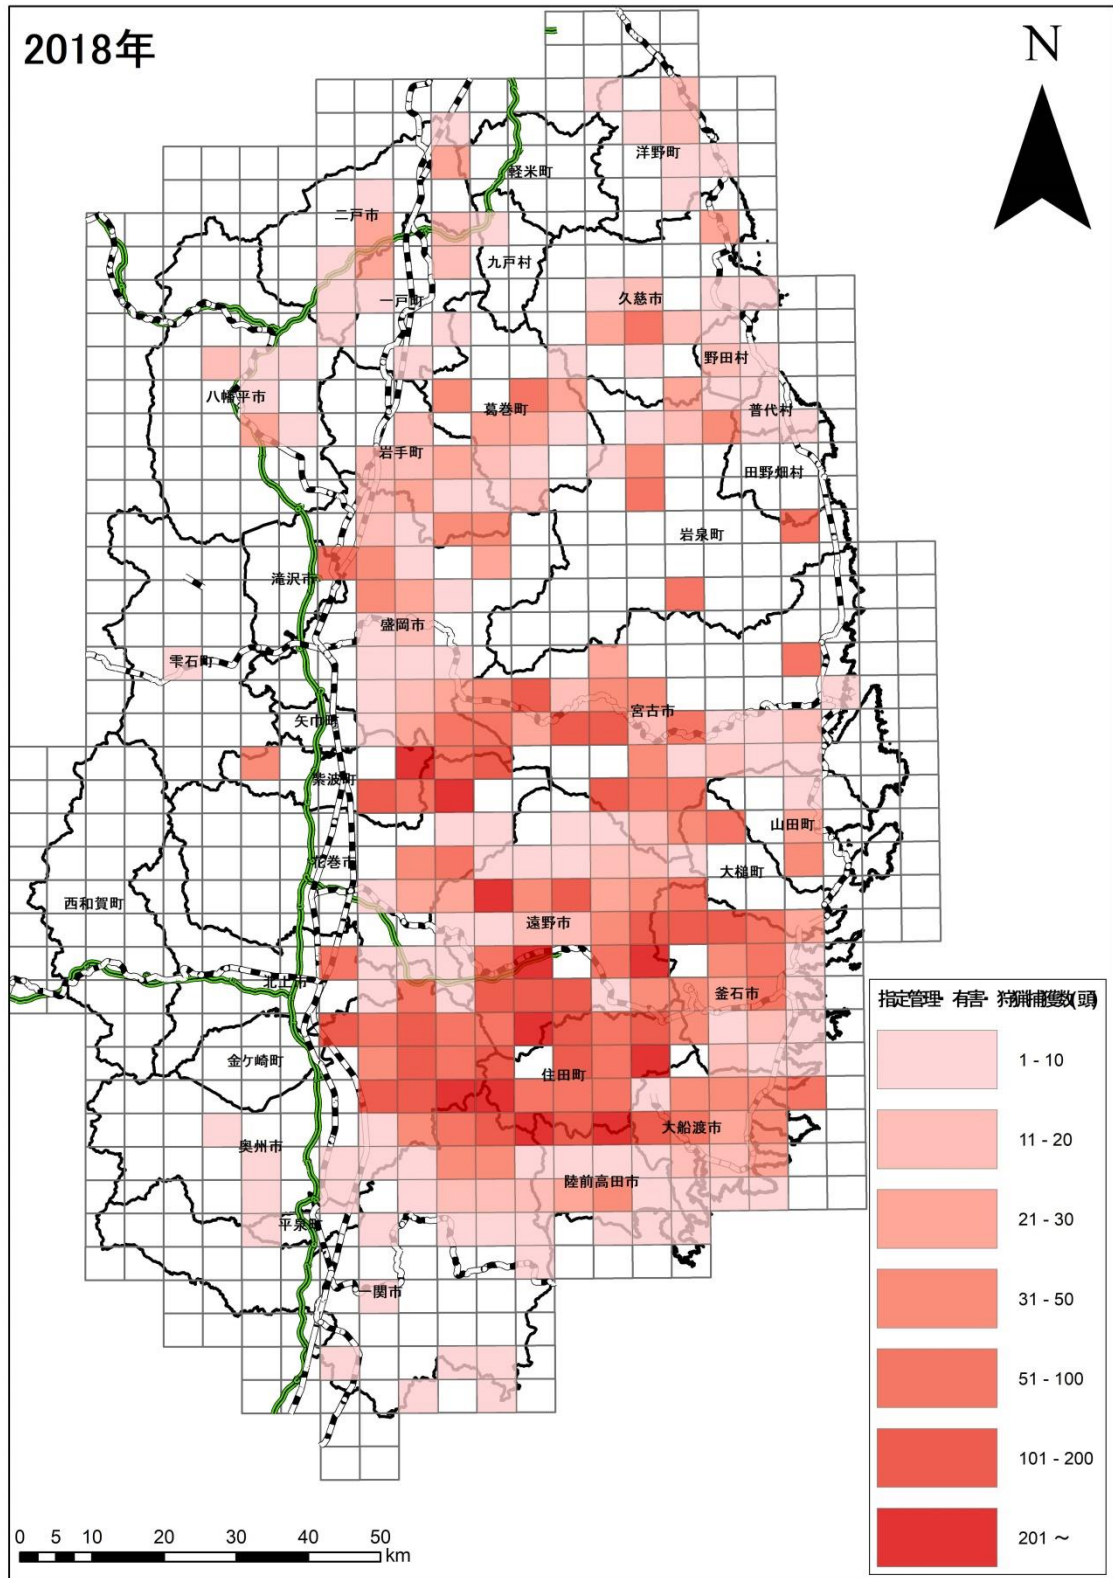 2018年
N
洋野町
軽米町
二戸市
九戸村
一戸町
久慈市
野田村
八幡平市
葛巻町
普代村
岩手町
田野畑村
岩泉町
滝沢市
盛岡市
雫石町
宮古市
矢巾町
紫波町
山田町
花巻市
大槌町
西和賀町
遠野市
北上市
釜石市
金ケ崎町
住田町
大船渡市
奥州市
陸前高田市
平泉町
一関市
指定管理・有害・狩猟捕獲数(頭)
1 - 10
11 - 20
21 - 30
31 - 50
51 - 100
101 - 200
201 ～
0 5 10 20 30 40 50
km